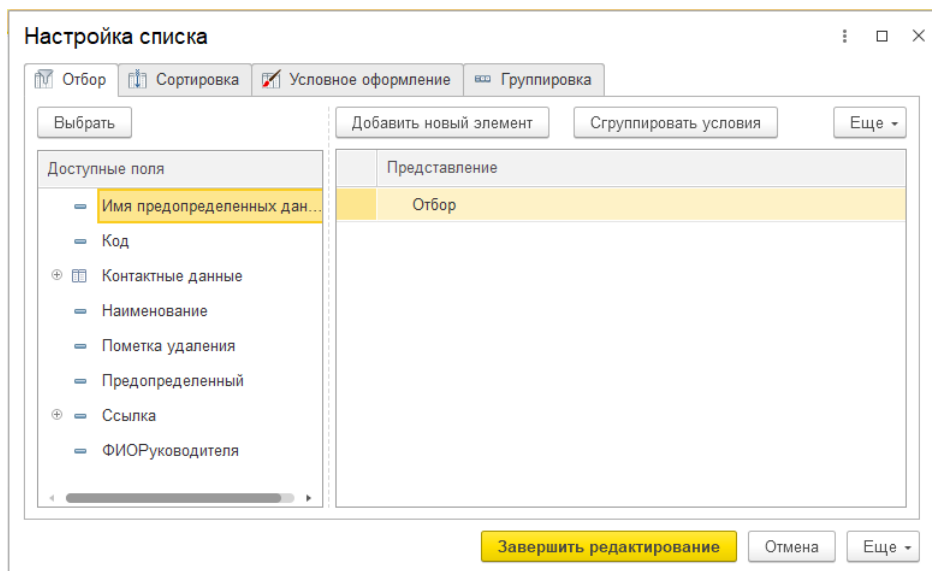 Настройка списка
Отбор
Сортировка
Условное оформление
Группировка
Выбрать
Добавить новый элемент
Сгруппировать условия
Еще
Доступные поля
Имя предопределенных дан...
Код
Контактные данные
Наименование
Пометка удаления
Предопределенный
Ссылка
ФИОРуководителя
Представление
Отбор
Завершить редактирование
Отмена
Еще